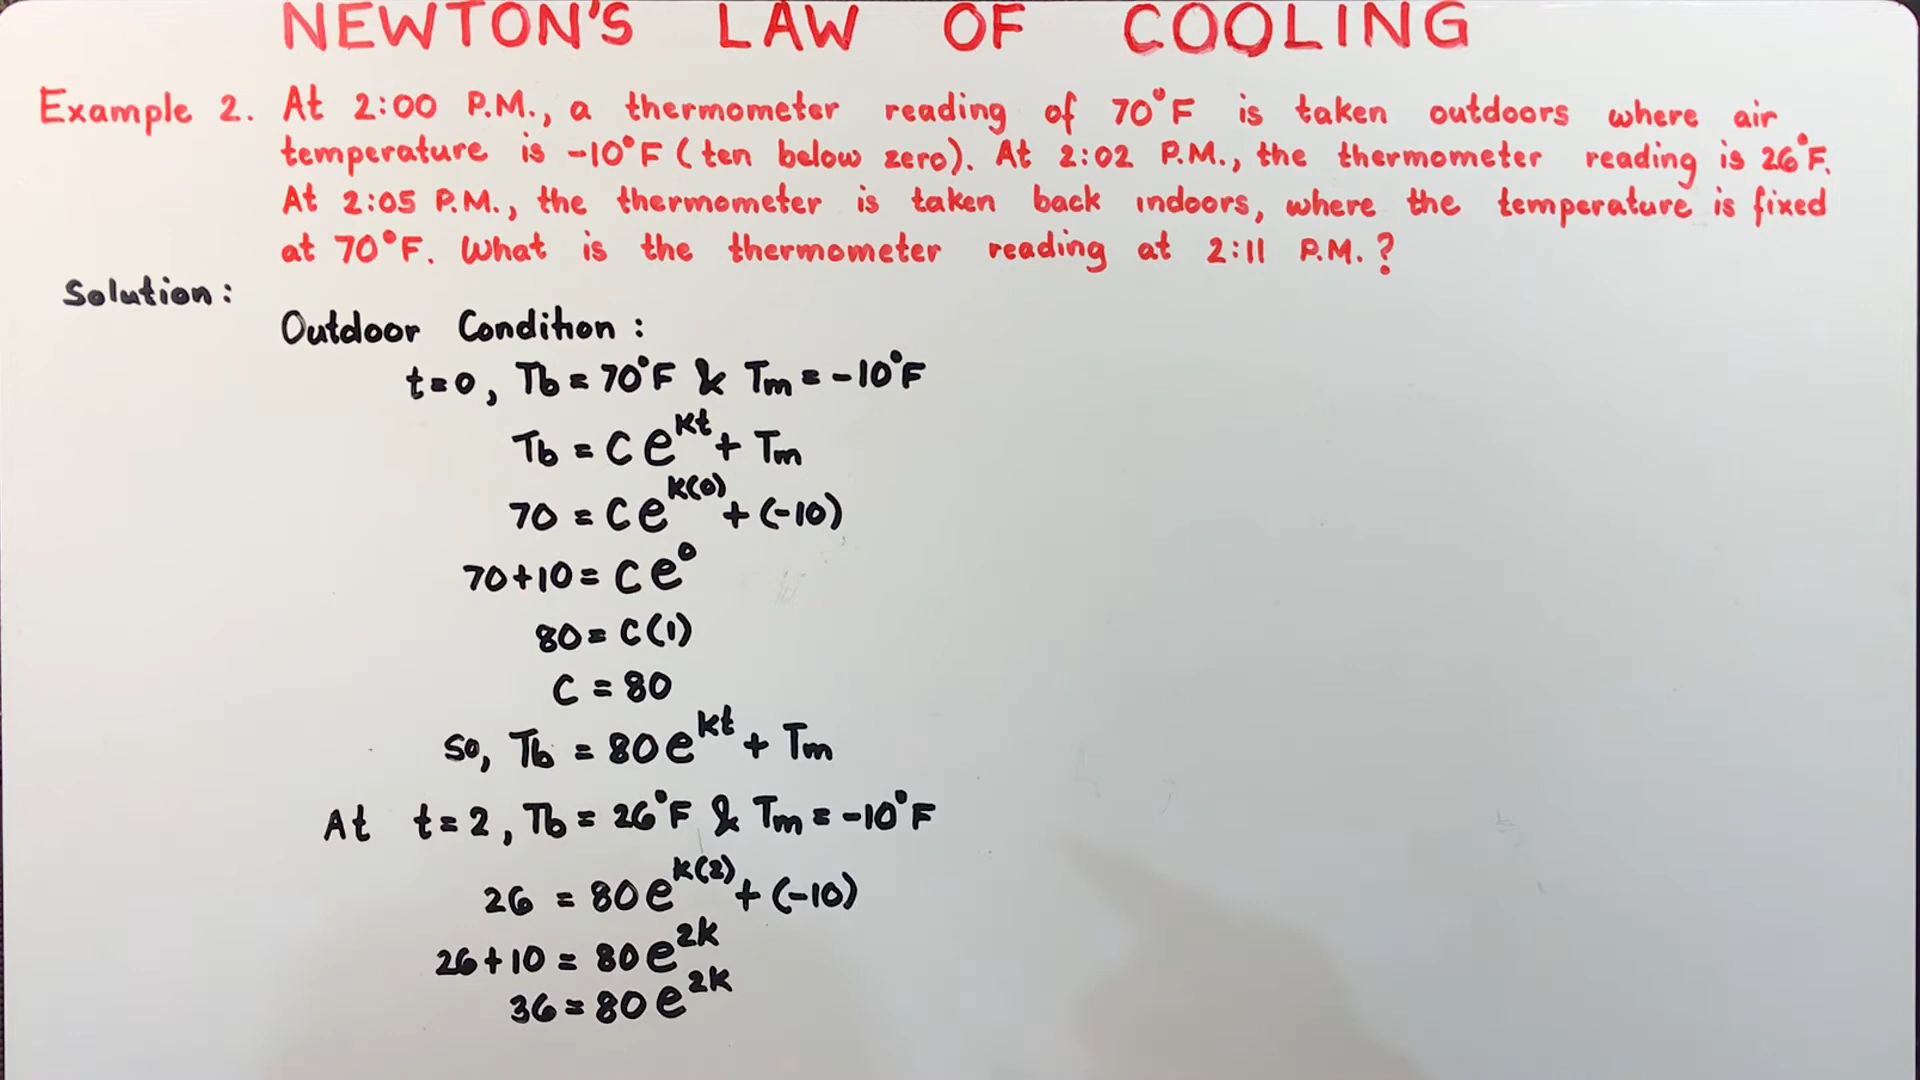 NEWTON'S LAW OF COOLING
Example 2. At 2:00 P.M., a thermometer reading of 70°F is taken outdoors where air
temperature is -10°F (ten below zero). At 2:02 P.M., the thermometer reading is 26°F.
At 2:05 P.M., the thermometer is taken back indoors, where the temperature is fixed
at 70°F. What is the thermometer reading at 2:11 P.M.?
Solution:
Outdoor Condition:
t=0, Tb = 70°F & Tm = -10°F
Tb = Ce^kt + Tm
70 = Ce^k(0) + (-10)
70+10 = Ce^0
80 = C(1)
C = 80
so, Tb = 80e^kt + Tm
At t=2, Tb = 26°F & Tm = -10°F
26 = 80e^k(2) + (-10)
26+10 = 80e^2k
36 = 80e^2k